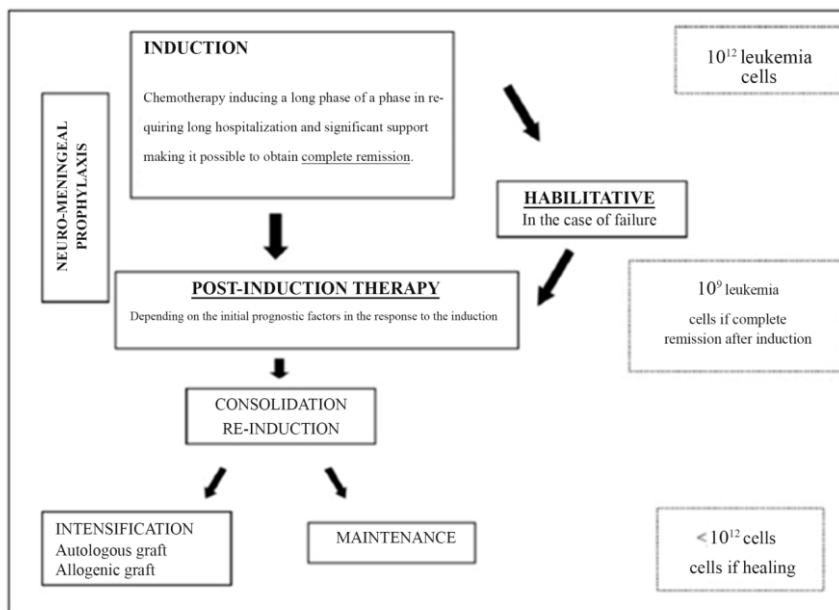 INDUCTION
Chemotherapy inducing a long phase of a phase in re-
quiring long hospitalization and significant support
making it possible to obtain complete remission.
10¹² leukemia
cells
NEURO-MENINGEAL
PROPHYLAXIS
HABILITATIVE
In the case of failure
POST-INDUCTION THERAPY
Depending on the initial prognostic factors in the response to the induction
10⁹ leukemia
cells if complete
remission after induction
CONSOLIDATION
RE-INDUCTION
INTENSIFICATION
Autologous graft
Allogenic graft
MAINTENANCE
<10¹² cells
cells if healing